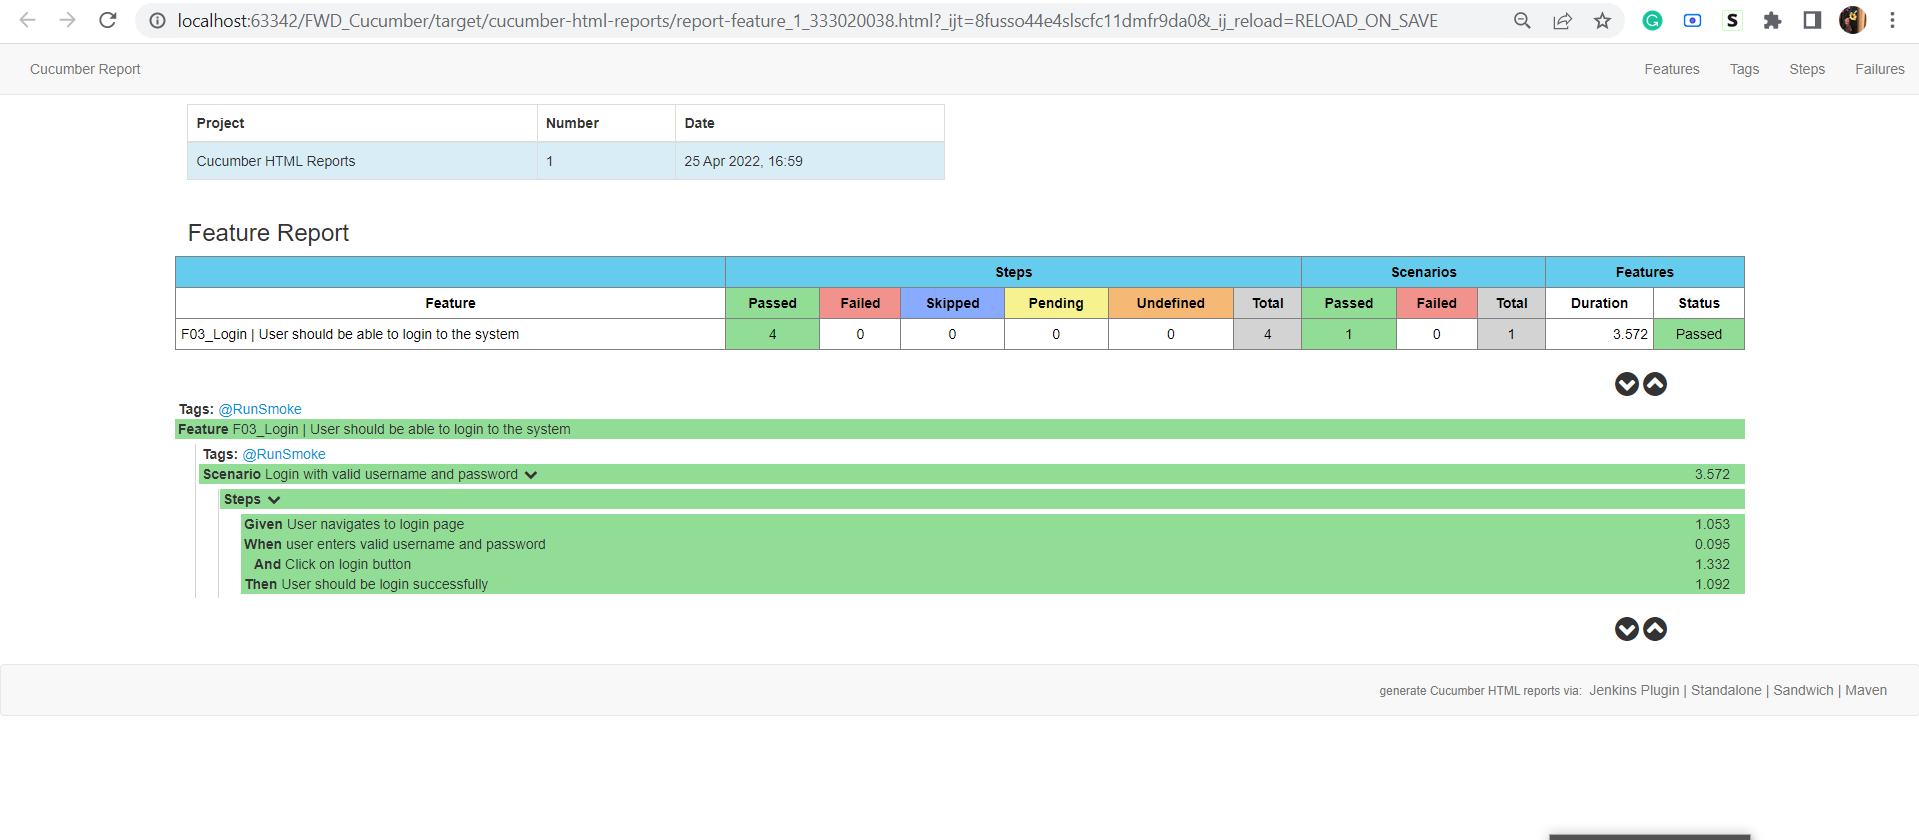 localhost:63342/FWD_Cucumber/target/cucumber-html-reports/report-feature_1_333020038.html?_ijt=8fusso44e4slscfc11dmfr9da0&_ij_reload=RELOAD_ON_SAVE
S
Cucumber Report Features Tags Steps Failures
Project Number Date
Cucumber HTML Reports 1 25 Apr 2022, 16:59
Feature Report
Steps Scenarios Features
Feature Passed Failed Skipped Pending Undefined Total Passed Failed Total Duration Status
F03_Login | User should be able to login to the system 4 0 0 0 0 4 1 0 1 3.572 Passed
Tags: @RunSmoke
Feature F03_Login | User should be able to login to the system
Tags: @RunSmoke
Scenario Login with valid username and password 3.572
Steps
Given User navigates to login page 1.053
When user enters valid username and password 0.095
And Click on login button 1.332
Then User should be login successfully 1.092
generate Cucumber HTML reports via: Jenkins Plugin | Standalone | Sandwich | Maven